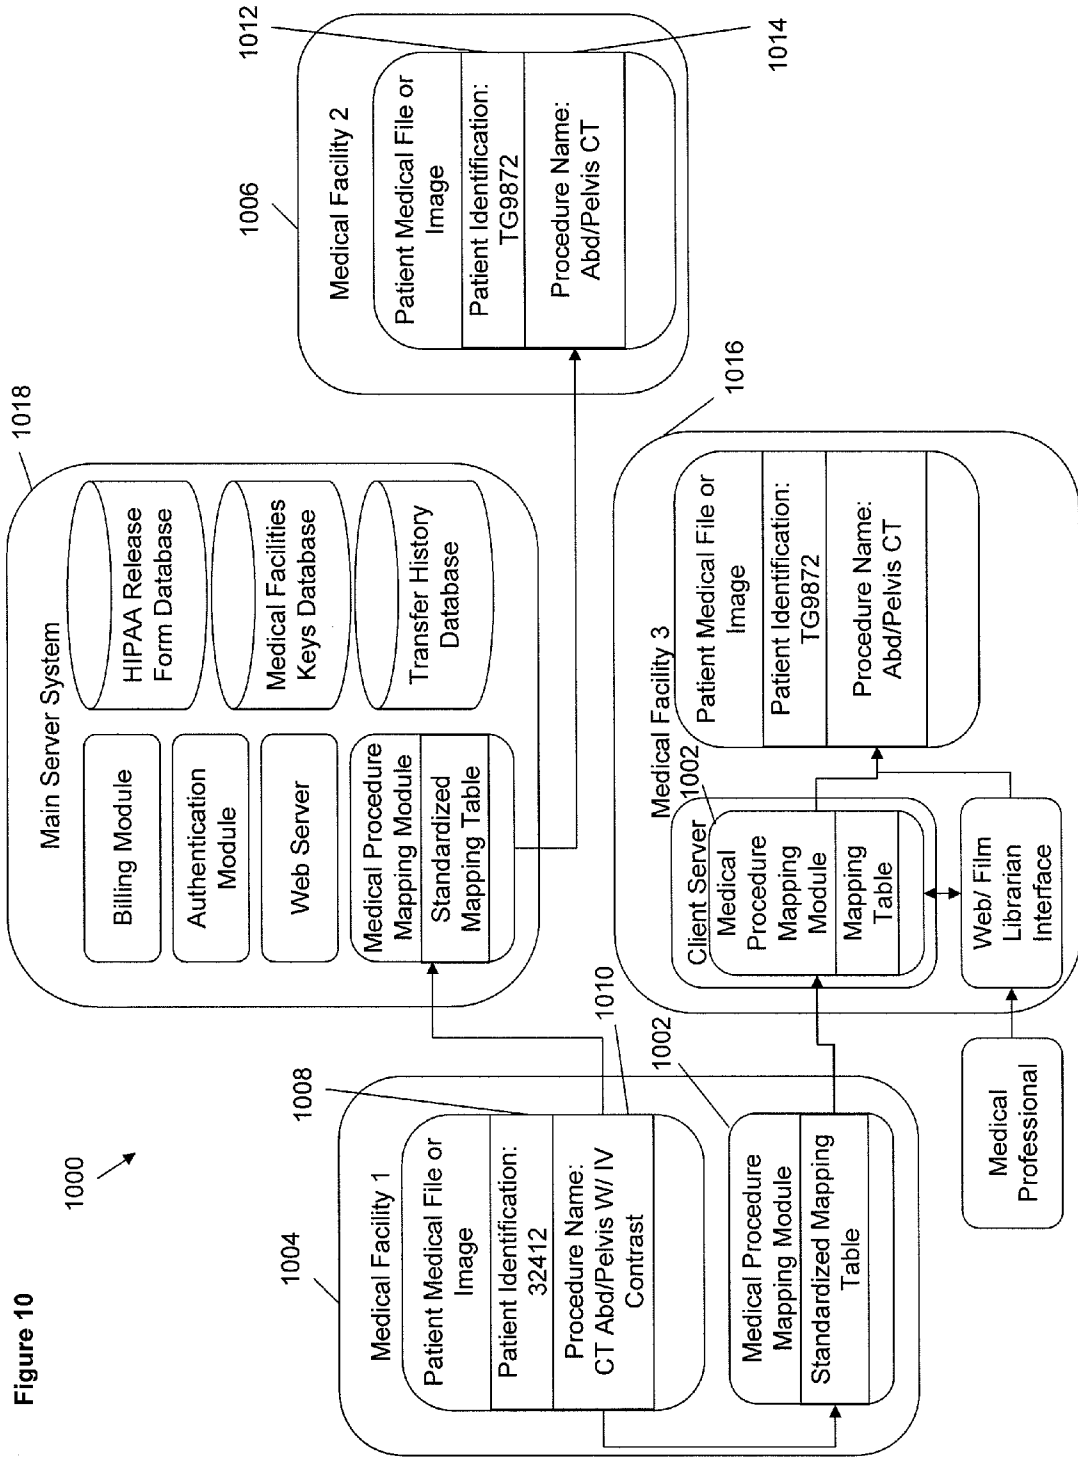 Figure 10
1000
1004
Medical Facility 1
Patient Medical File or
Image
Patient Identification:
32412
Procedure Name:
CT Abd/Pelvis W/ IV
Contrast
1008
1010
1002
Medical Procedure
Mapping Module
Standardized Mapping
Table
Main Server System
1018
Billing Module
Authentication
Module
Web Server
Medical Procedure
Mapping Module
Standardized
Mapping Table
HIPAA Release
Form Database
Medical Facilities
Keys Database
Transfer History
Database
1006
Medical Facility 2
Patient Medical File or
Image
Patient Identification:
TG9872
Procedure Name:
Abd/Pelvis CT
1012
1014
Medical Facility 3
1016
1002
Client Server
Medical
Procedure
Mapping
Module
Mapping
Table
Patient Medical File or
Image
Patient Identification:
TG9872
Procedure Name:
Abd/Pelvis CT
Web/ Film
Librarian
Interface
Medical
Professional